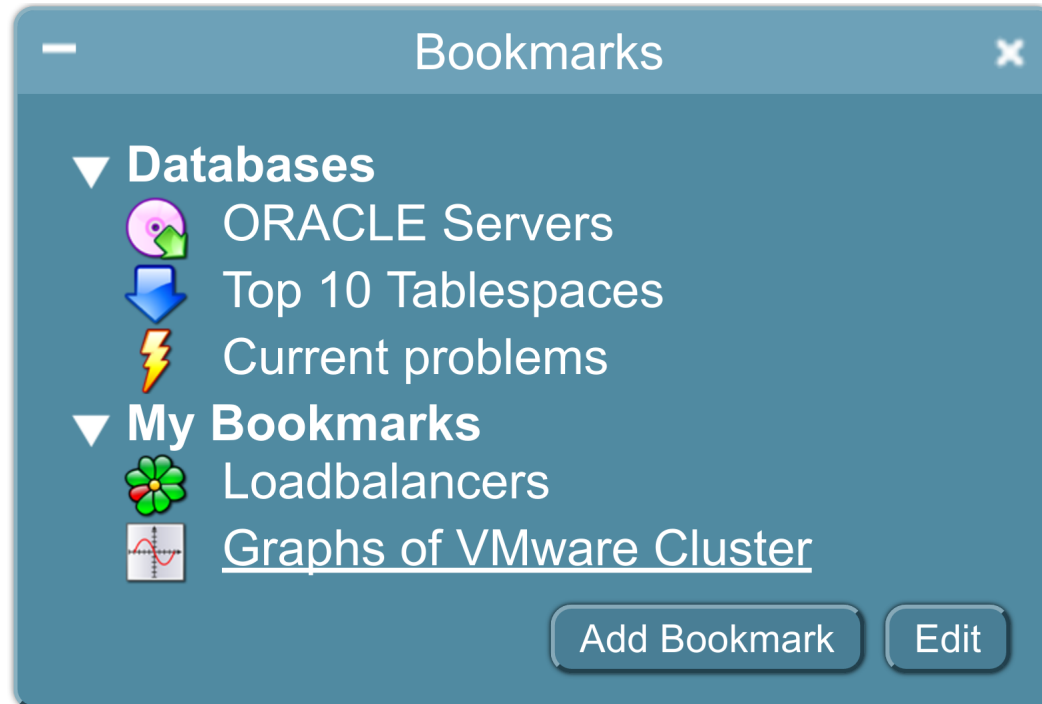 Bookmarks
Databases
ORACLE Servers
Top 10 Tablespaces
Current problems
My Bookmarks
Loadbalancers
Graphs of VMware Cluster
Add Bookmark Edit